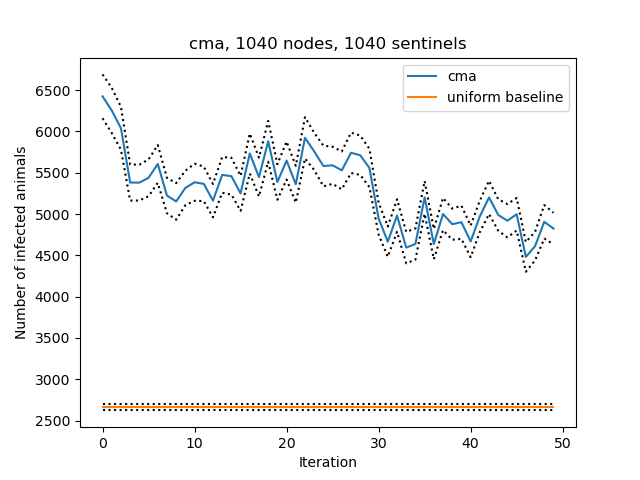 cma, 1040 nodes, 1040 sentinels
cma
uniform baseline
Number of infected animals
6500
6000
5500
5000
4500
4000
3500
3000
2500
0 10 20 30 40 50
Iteration